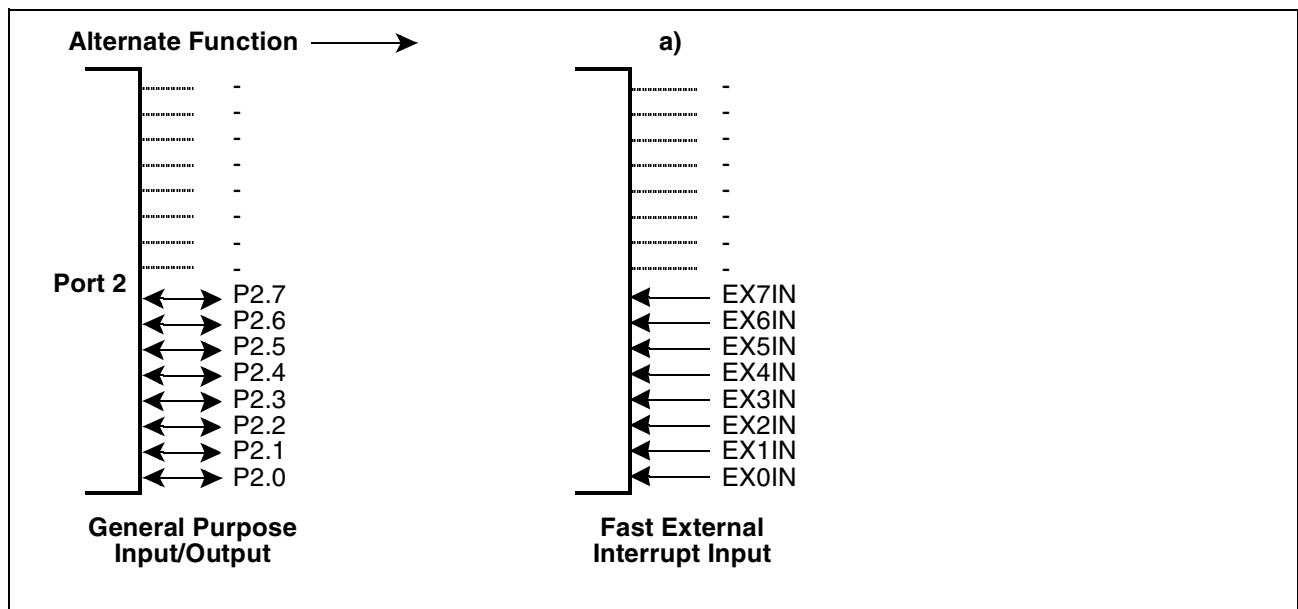 Alternate Function a)
- -
- -
- -
- -
- -
- -
- -
- -
Port 2
P2.7 EX7IN
P2.6 EX6IN
P2.5 EX5IN
P2.4 EX4IN
P2.3 EX3IN
P2.2 EX2IN
P2.1 EX1IN
P2.0 EX0IN
General Purpose Fast External
Input/Output Interrupt Input